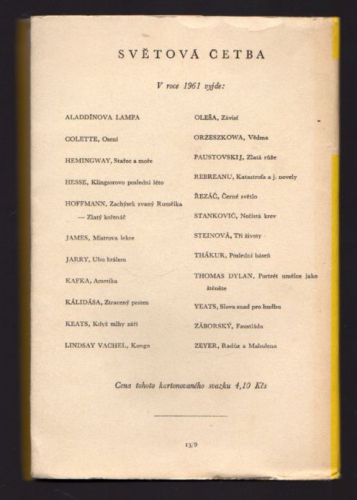 SVĚTOVÁ ČETBA
V roce 1961 vyjde:
ALADDÍNOVA LAMPA
COLETTE, Osení
HEMINGWAY, Stařec a moře
HESSE, Klingsorovo poslední léto
HOFFMANN, Zachýsek zvaný Rumělka
— Zlatý kořenáč
JAMES, Mistrova lekce
JARRY, Ubu králem
KAFKA, Amerika
KÁLIDÁSA, Ztracený prsten
KEATS, Když mlhy září
LINDSAY VACHEL, Kongo
OLEŠA, Závist
ORZESZKOWA, Vědma
PAUSTOVSKIJ, Zlatá růže
REBREANU, Katastrofa a j. novely
ŘEZÁČ, Černé světlo
STANKOVIČ, Nečistá krev
STEINOVÁ, Tři životy
THÁKUR, Poslední báseň
THOMAS DYLAN, Portrét umělce jako
štěněte
YEATS, Slova snad pro hudbu
ZÁBORSKÝ, Faustiáda
ZEYER, Radúz a Mahulena
Cena tohoto kartonovaného svazku 4,10 Kčs